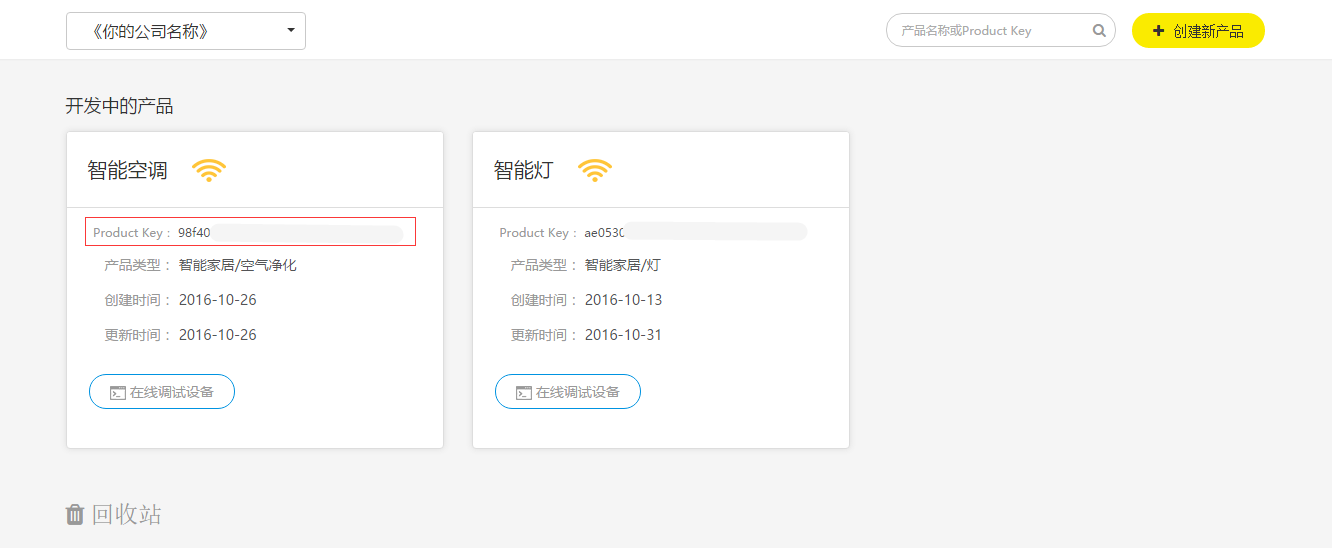 《你的公司名称》
产品名称或Product Key
创建新产品
开发中的产品
智能空调
Product Key： 98f40
产品类型： 智能家居/空气净化
创建时间： 2016-10-26
更新时间： 2016-10-26
在线调试设备
智能灯
Product Key： ae0530
产品类型： 智能家居/灯
创建时间： 2016-10-13
更新时间： 2016-10-31
在线调试设备
回收站